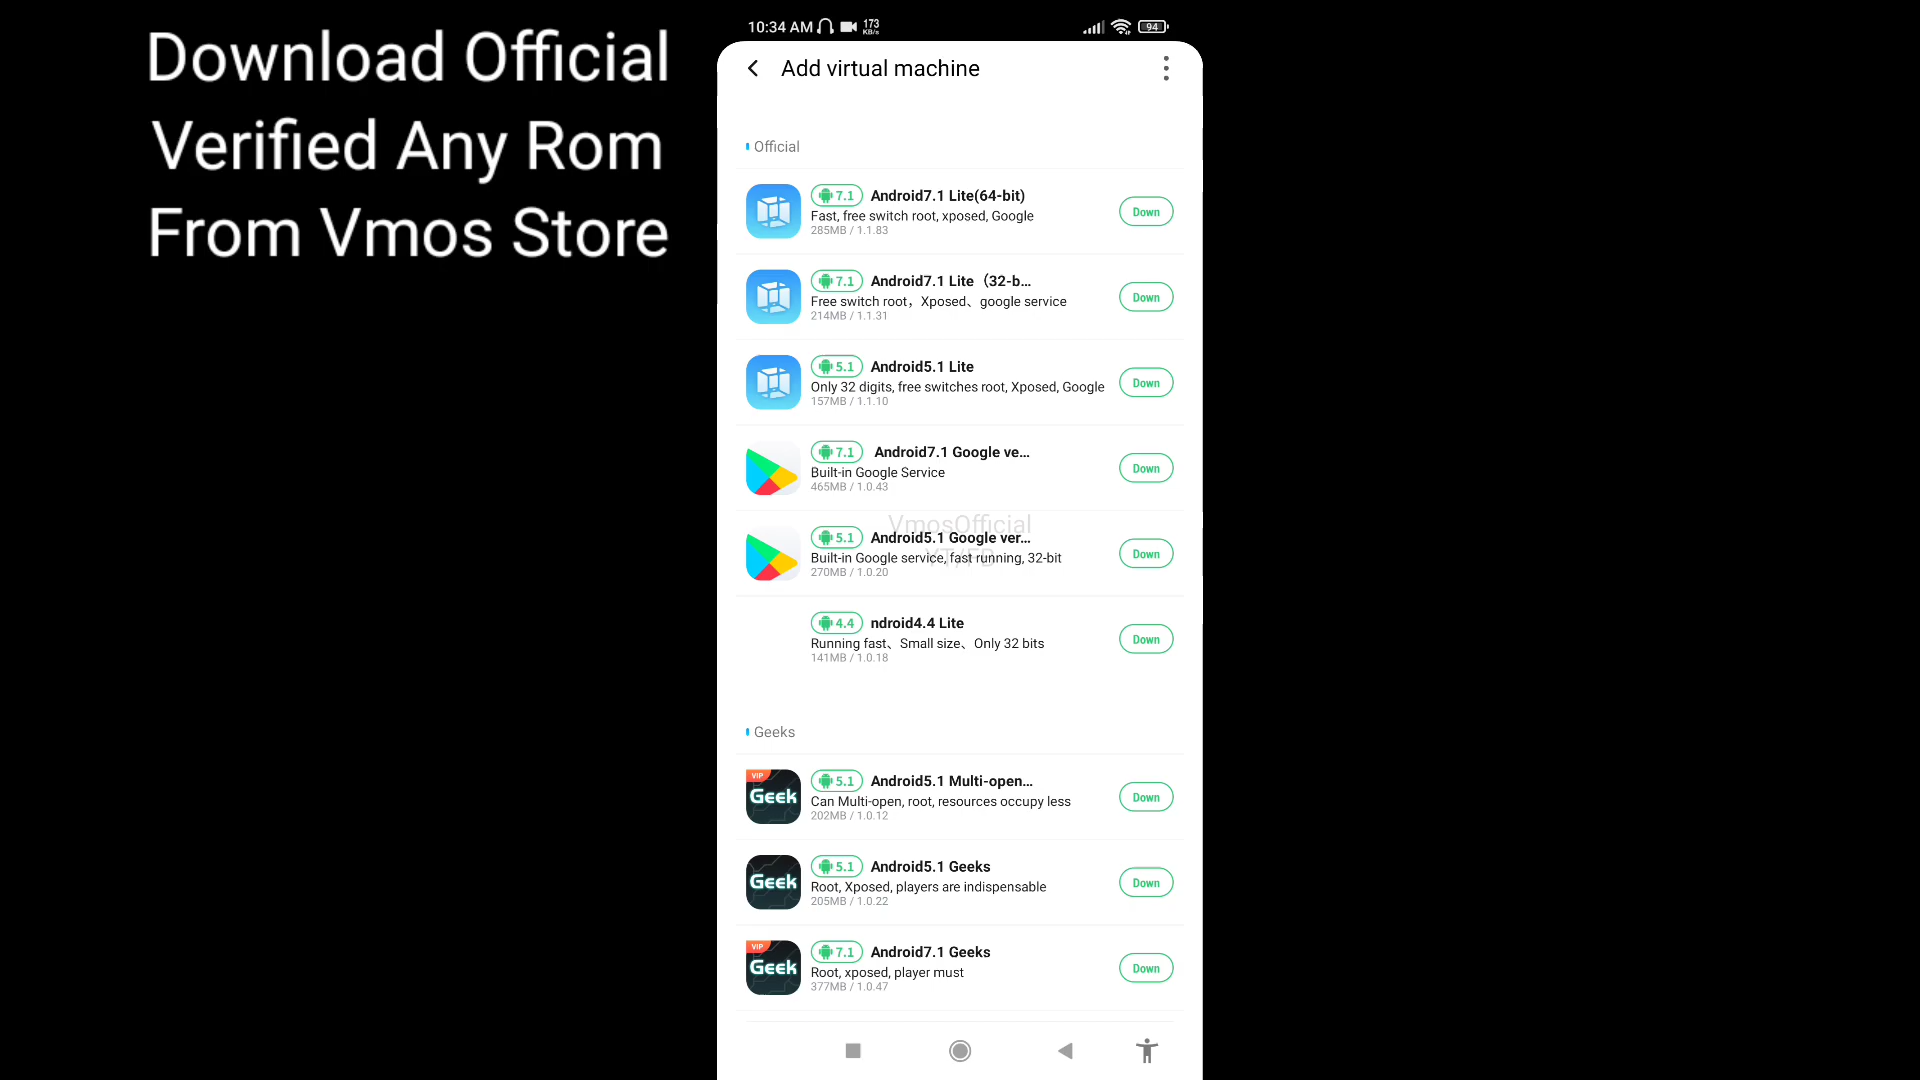 Download Official
Verified Any Rom
From Vmos Store
10:34 AM 173 KB/s 94
Add virtual machine
Official
7.1 Android7.1 Lite(64-bit)
Fast, free switch root, xposed, Google
285MB / 1.1.83
Down
7.1 Android7.1 Lite（32-b...
Free switch root，Xposed、google service
214MB / 1.1.31
Down
5.1 Android5.1 Lite
Only 32 digits, free switches root, Xposed, Google
157MB / 1.1.10
Down
7.1 Android7.1 Google ve...
Built-in Google Service
465MB / 1.0.43
Down
VmosOfficial
YT/FB
5.1 Android5.1 Google ver...
Built-in Google service, fast running, 32-bit
270MB / 1.0.20
Down
4.4 ndroid4.4 Lite
Running fast、Small size、Only 32 bits
141MB / 1.0.18
Down
Geeks
VIP
Geek
5.1 Android5.1 Multi-open...
Can Multi-open, root, resources occupy less
202MB / 1.0.12
Down
Geek
5.1 Android5.1 Geeks
Root, Xposed, players are indispensable
205MB / 1.0.22
Down
VIP
Geek
7.1 Android7.1 Geeks
Root, xposed, player must
377MB / 1.0.47
Down